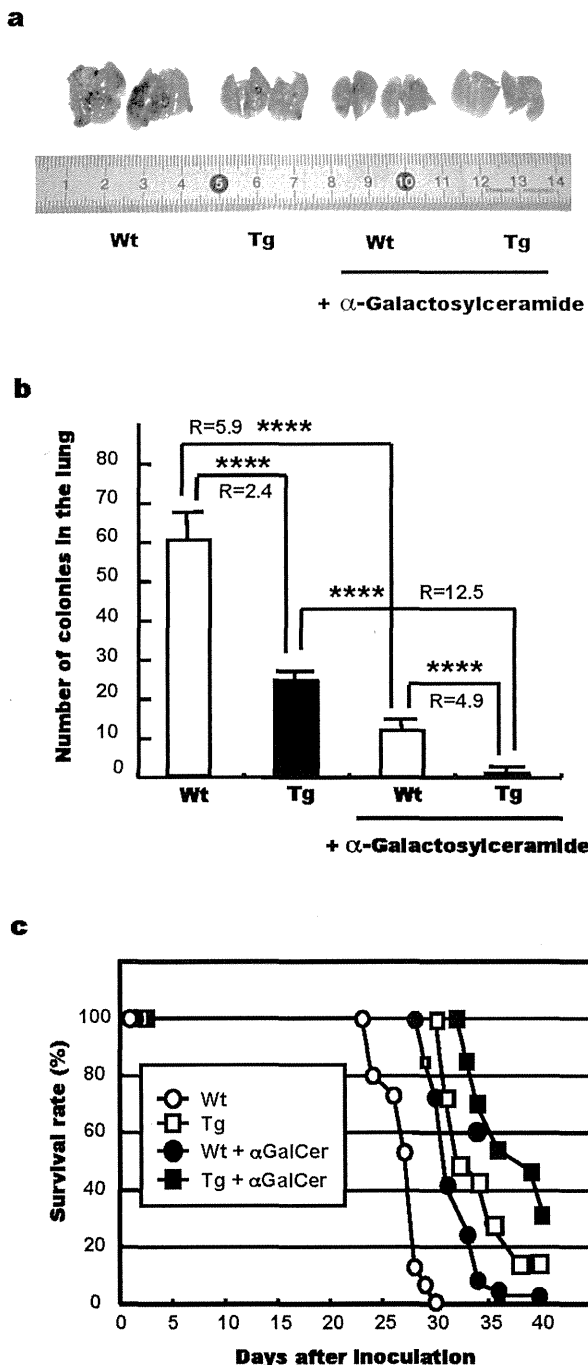 a
1 2 3 4 5 6 7 8 9 10 11 12 13 14
Wt Tg Wt Tg
+ α-Galactosylceramide
b
Number of colonies in the lung
80
70
60
50
40
30
20
10
0
R=5.9 ****
****
R=2.4
**** R=12.5
****
R=4.9
Wt Tg Wt Tg
+ α-Galactosylceramide
c
Survival rate (%)
100
80
60
40
20
0
Wt
Tg
Wt + αGalCer
Tg + αGalCer
0 5 10 15 20 25 30 35 40
Days after inoculation